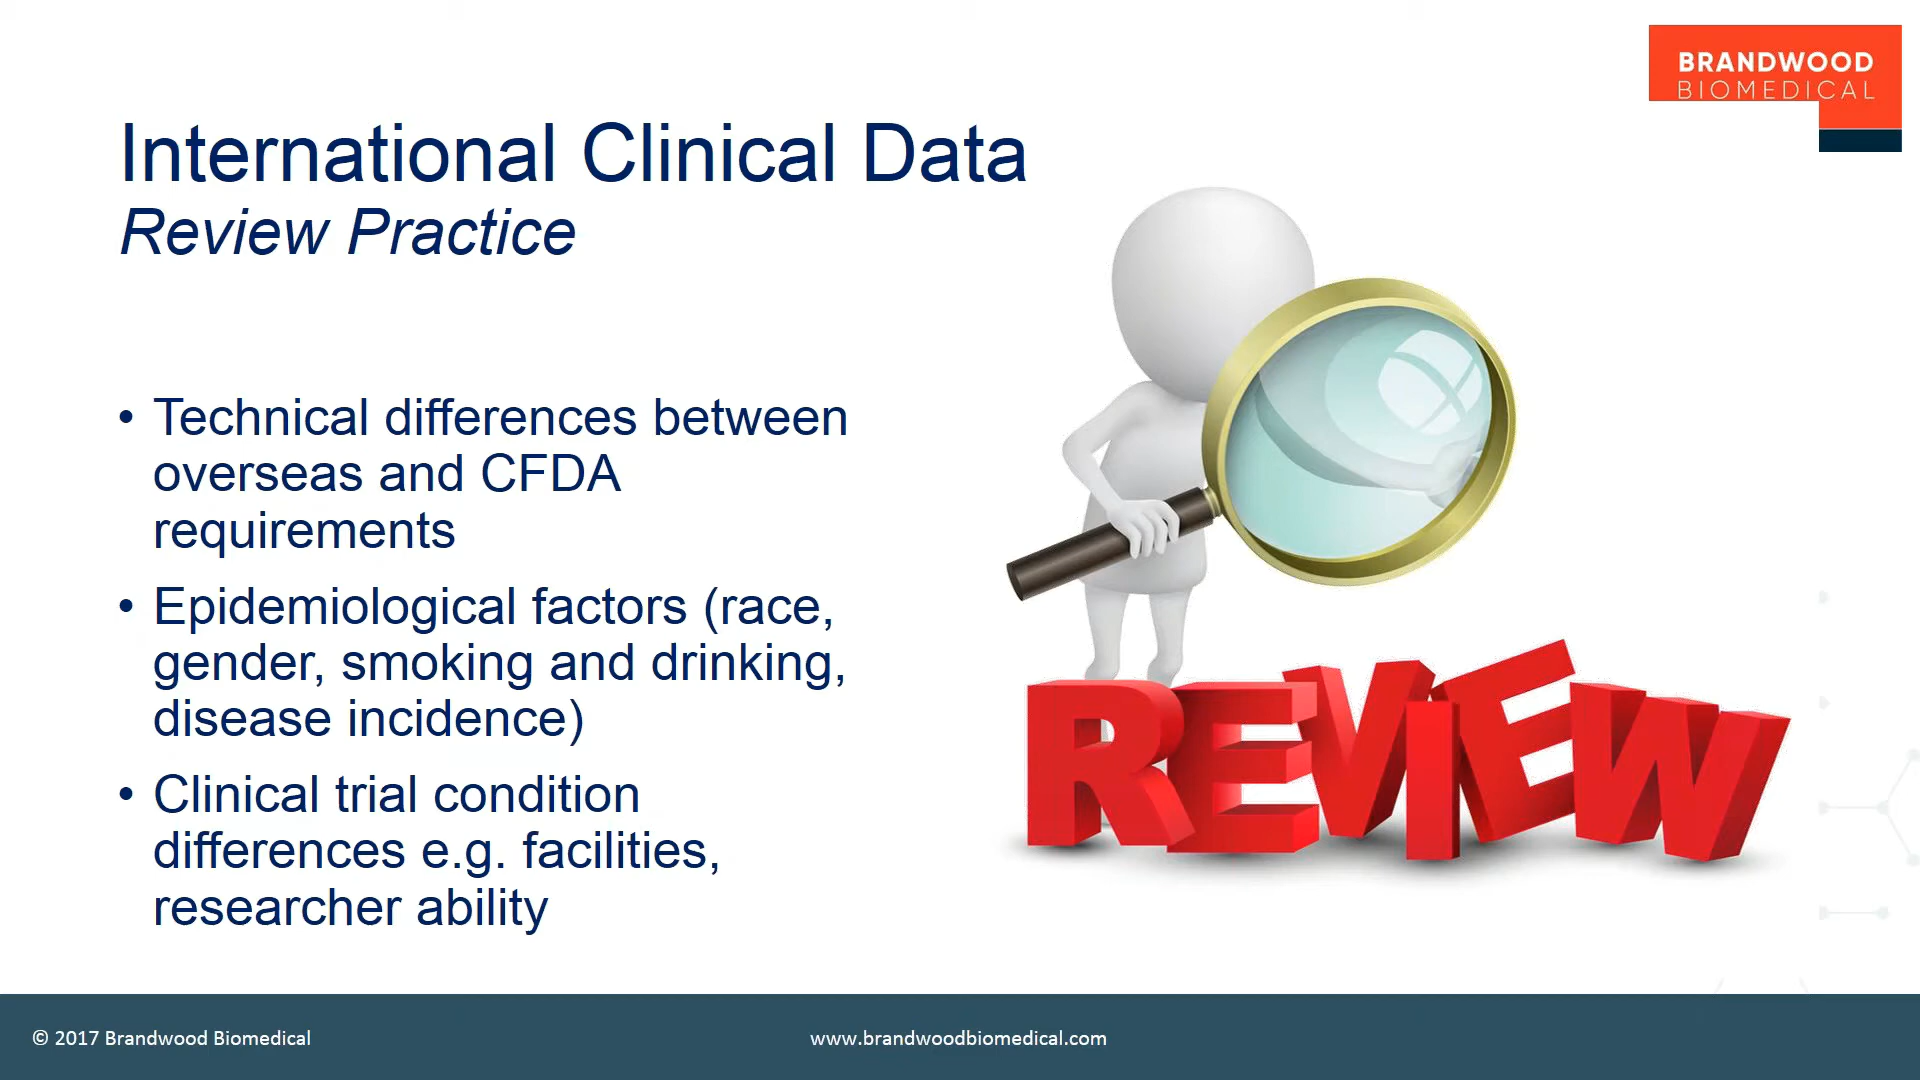 BRANDWOOD
BIOMEDICAL
International Clinical Data
Review Practice
• Technical differences between
overseas and CFDA
requirements
• Epidemiological factors (race,
gender, smoking and drinking,
disease incidence)
• Clinical trial condition
differences e.g. facilities,
researcher ability
REVIEW
© 2017 Brandwood Biomedical
www.brandwoodbiomedical.com